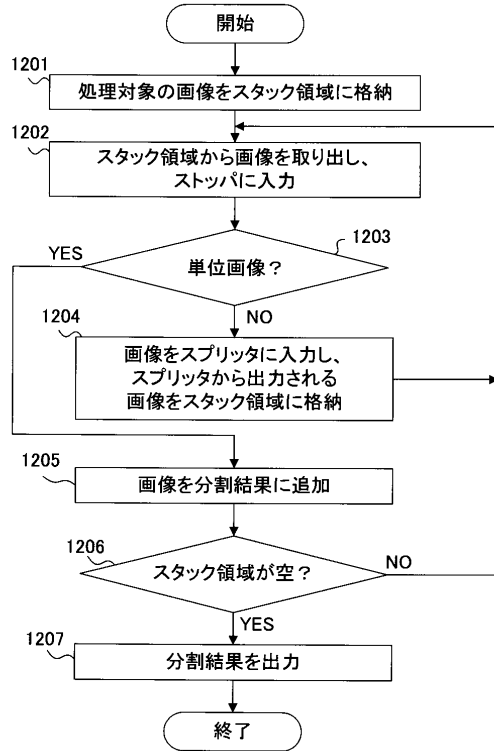 開始
1201
処理対象の画像をスタック領域に格納
1202
スタック領域から画像を取り出し、
ストッパに入力
YES
1203
単位画像？
1204
NO
画像をスプリッタに入力し、
スプリッタから出力される
画像をスタック領域に格納
1205
画像を分割結果に追加
1206
スタック領域が空？
NO
YES
1207
分割結果を出力
終了